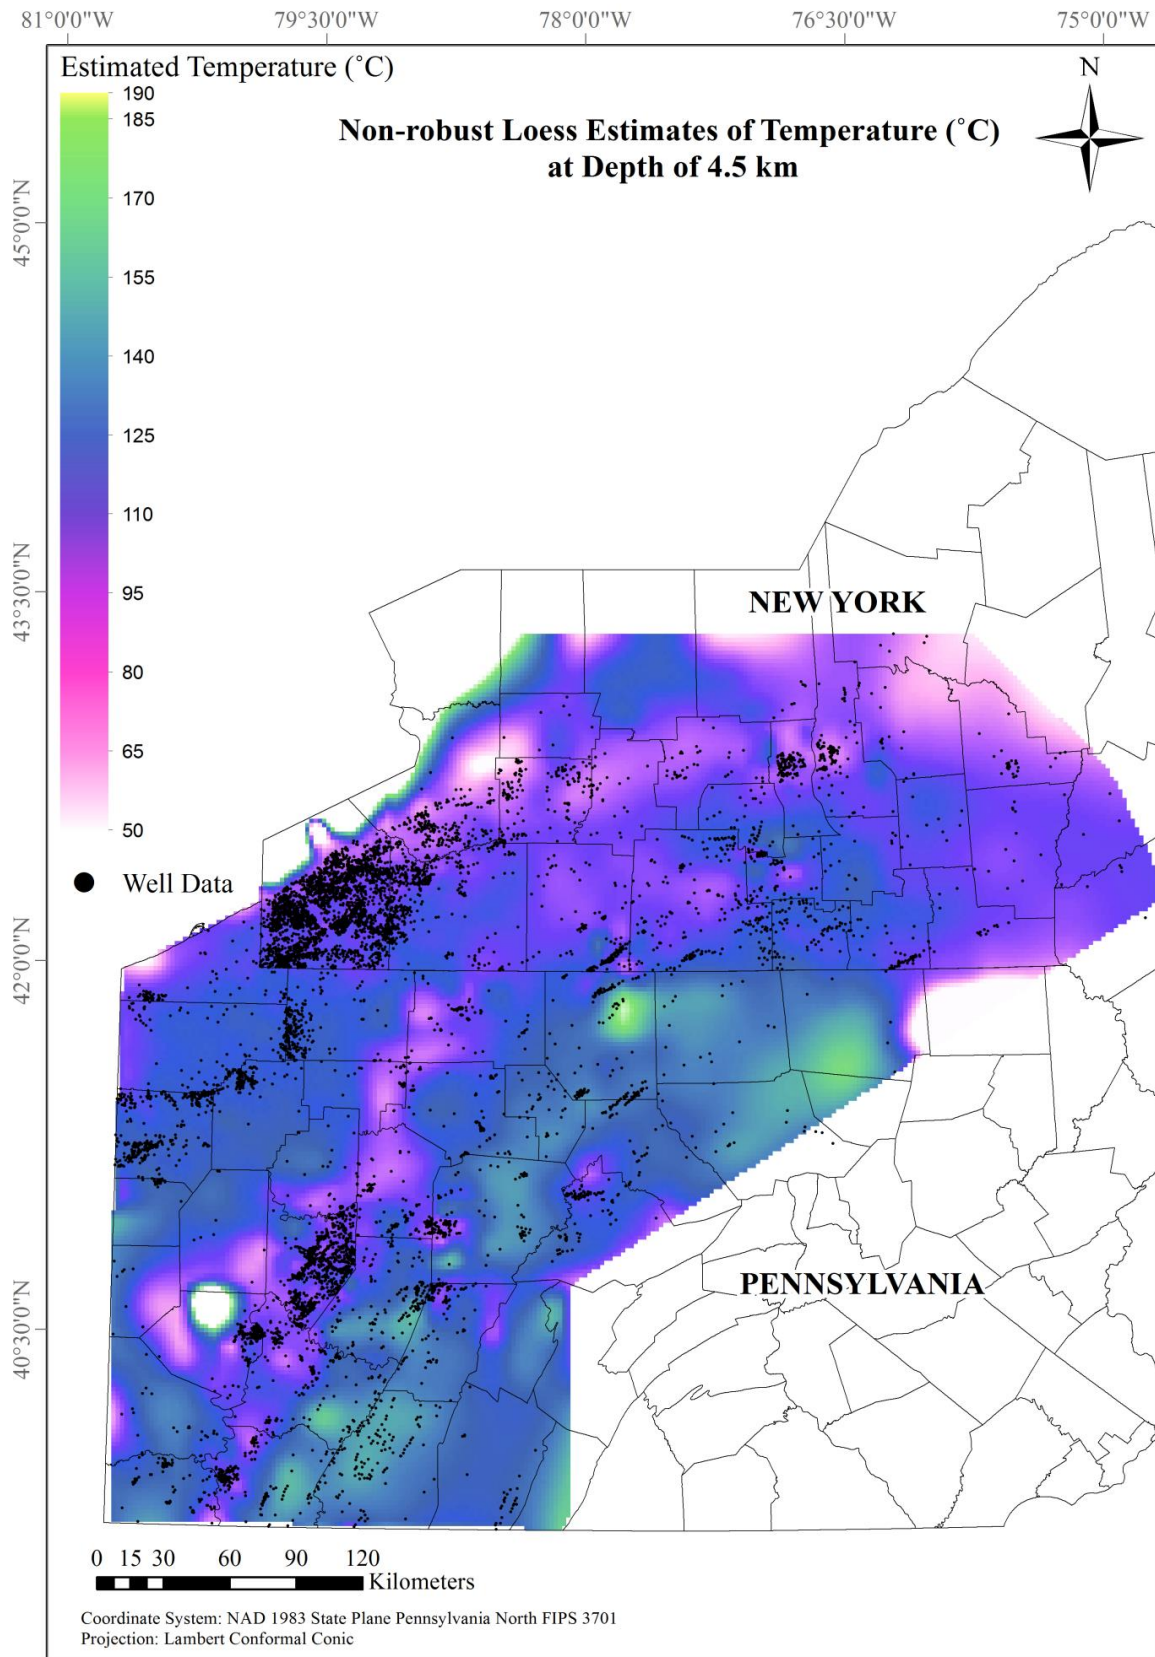 81°0'0"W 79°30'0"W 78°0'0"W 76°30'0"W 75°0'0"W
Estimated Temperature (˚C)
N
190
185
170
155
140
125
110
95
80
65
50
Non-robust Loess Estimates of Temperature (˚C)
at Depth of 4.5 km
Well Data
45°0'0"N
43°30'0"N
42°0'0"N
40°30'0"N
NEW YORK
PENNSYLVANIA
0 15 30 60 90 120
Kilometers
Coordinate System: NAD 1983 State Plane Pennsylvania North FIPS 3701
Projection: Lambert Conformal Conic